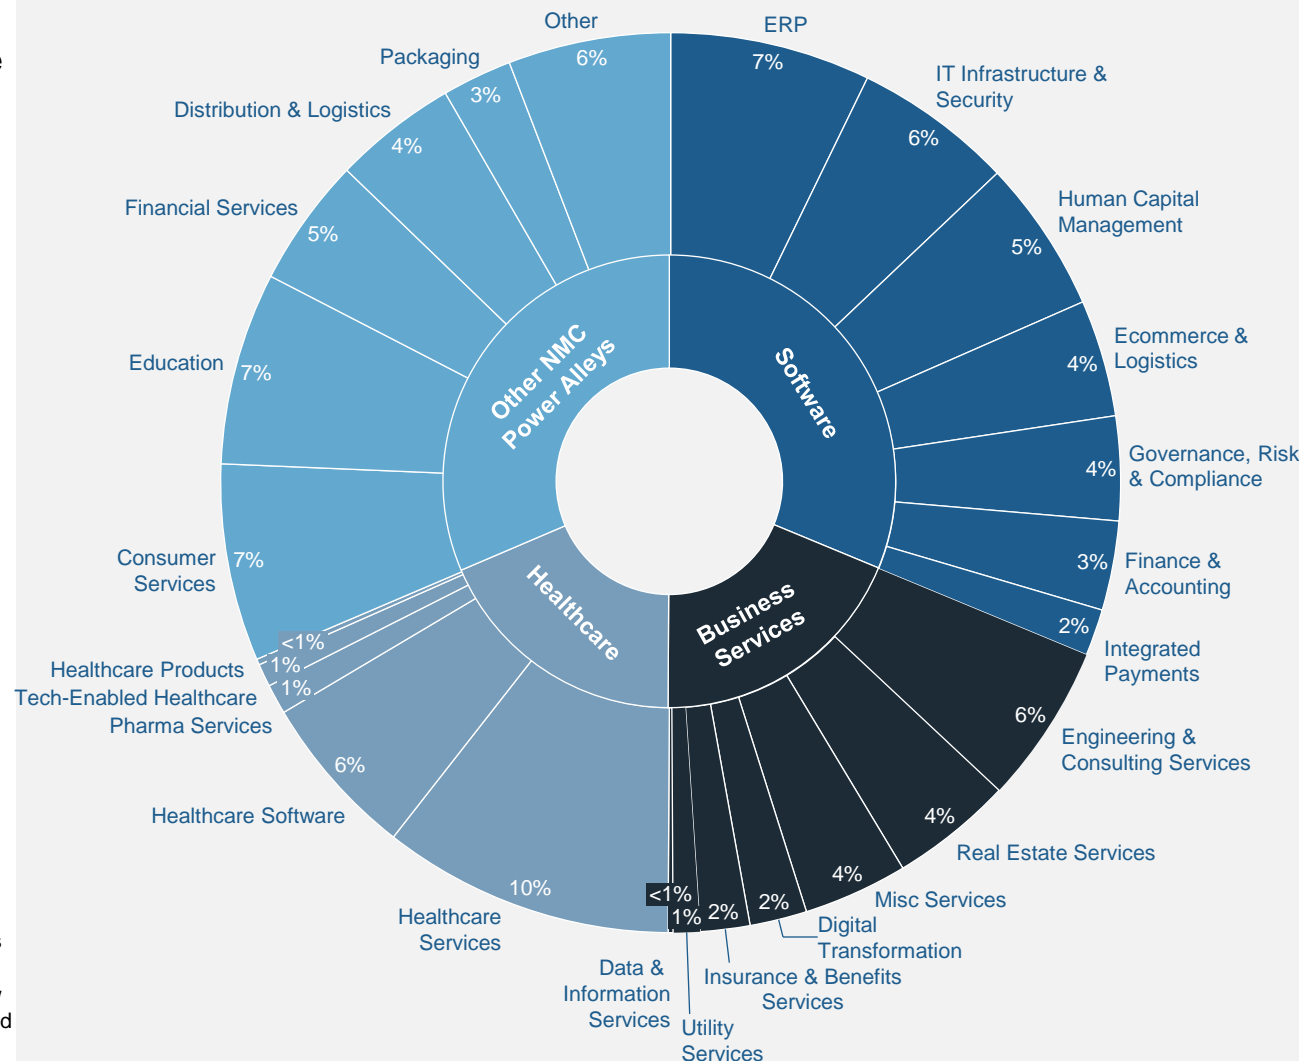 Other
ERP
Packaging
6%
7%
IT Infrastructure &
Security
3%
Distribution & Logistics
4%
6%
Human Capital
Management
Financial Services
5%
5%
Ecommerce &
Logistics
Education
7%
4%
Other NMC
Power Alleys
Software
Governance, Risk
& Compliance
4%
Consumer
Services
7%
3%
Finance &
Accounting
Healthcare
Business
Services
2%
Integrated
Payments
<1%
Healthcare Products
1%
Tech-Enabled Healthcare
1%
Pharma Services
6%
Engineering &
Consulting Services
6%
Healthcare Software
4%
Real Estate Services
10%
<1%
4%
Misc Services
Healthcare
Services
1%
2%
2%
Digital
Transformation
Data &
Information
Services
Insurance & Benefits
Services
Utility
Services
d